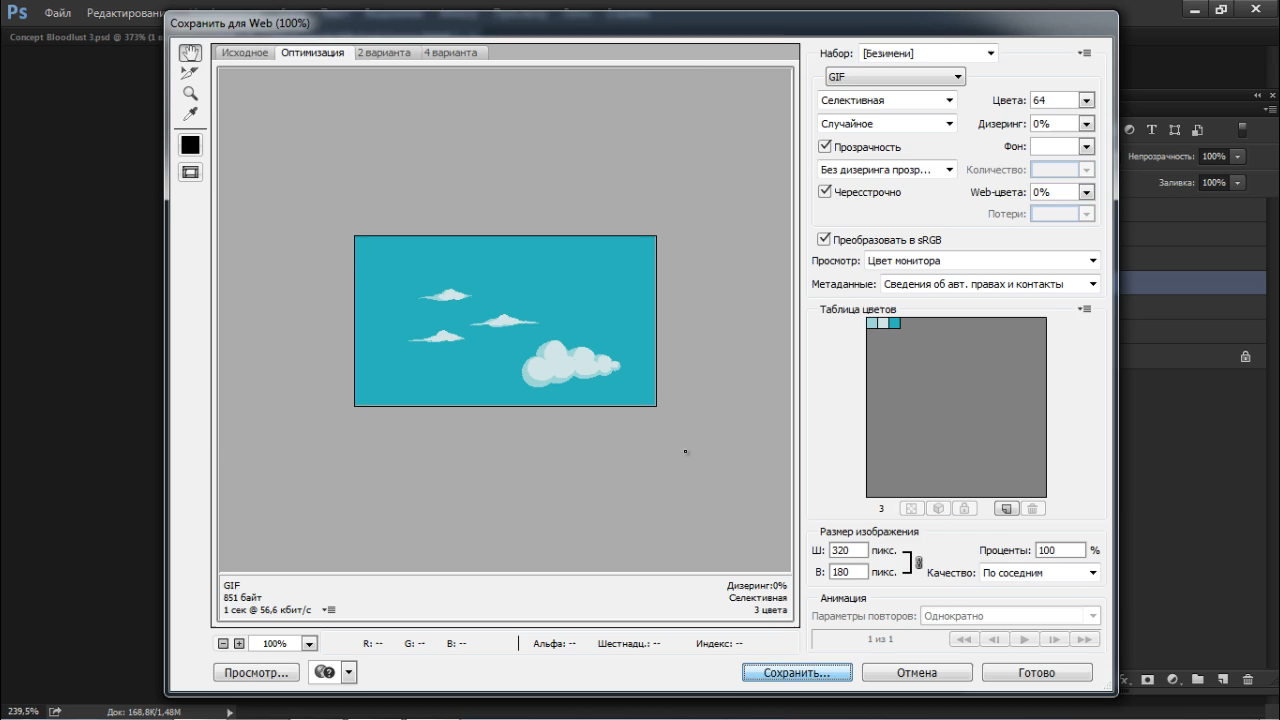 Ps Файл Редактирование
Concept Bloodlust 3.psd @ 373% (1
Сохранить для Web (100%)
Исходное Оптимизация 2 варианта 4 варианта
Набор: [Безимени]
GIF
Селективная Цвета: 64
Случайное Дизеринг: 0%
Прозрачность Фон:
Без дизеринга прозр... Количество:
Чересстрочно Web-цвета: 0%
Потери:
Преобразовать в sRGB
Просмотр: Цвет монитора
Метаданные: Сведения об авт. правах и контакты
Таблица цветов
3
Размер изображения
Ш: 320 пикс. Проценты: 100 %
В: 180 пикс. Качество: По соседним
Анимация
Параметры повторов: Однократно
1 из 1
GIF
851 байт
1 сек @ 56,6 кбит/с
Дизеринг:0%
Селективная
3 цвета
100% R: -- G: -- B: -- Альфа: -- Шестнадц.: -- Индекс: --
Просмотр... Сохранить... Отмена Готово
Непрозрачность: 100%
Заливка: 100%
239,5% Док: 168,8K/1,48M